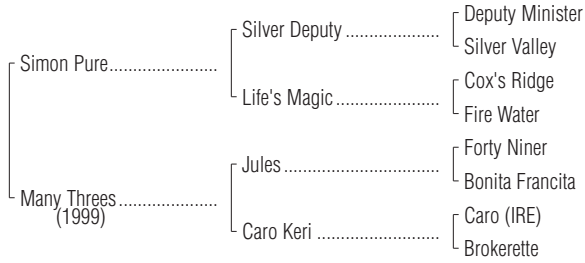 Deputy Minister
Silver Deputy ....................
Silver Valley
Simon Pure.......................
Cox's Ridge
Life's Magic ......................
Fire Water
Forty Niner
Jules .................................
Bonita Francita
Many Threes.....................
(1999)
Caro (IRE)
Caro Keri ..........................
Brokerette